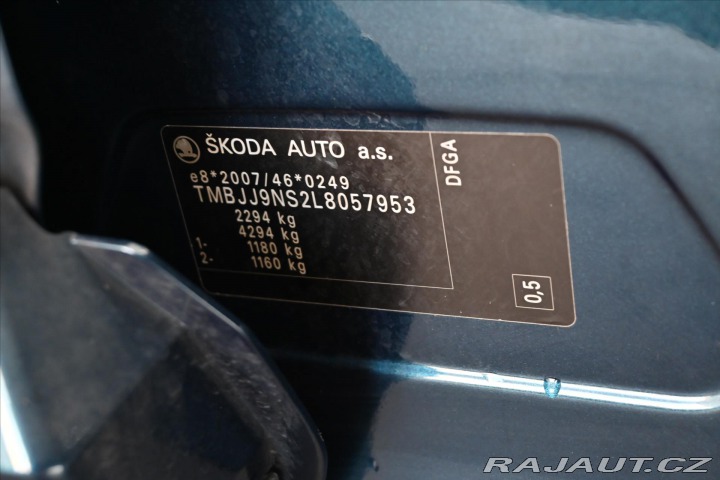 ŠKODA AUTO a.s.
e8*2007/46*0249
TMBJJ9NS2L8057953
2294 kg
4294 kg
1- 1180 kg
2- 1160 kg
DFGA
0,5
RAJAUT.CZ